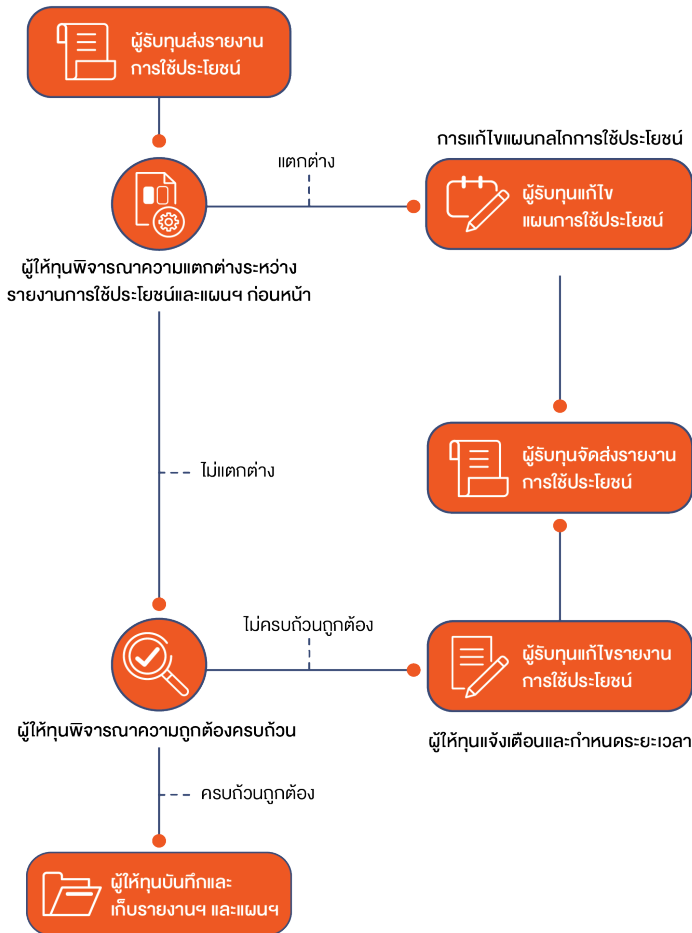 ผู้รับทุนส่งรายงาน
การใช้ประโยชน์
การแก้ไขแผนกลไกการใช้ประโยชน์
แตกต่าง
ผู้รับทุนแก้ไข
แผนการใช้ประโยชน์
ผู้ให้ทุนพิจารณาความแตกต่างระหว่าง
รายงานการใช้ประโยชน์และแผนฯ ก่อนหน้า
ไม่แตกต่าง
ผู้รับทุนจัดส่งรายงาน
การใช้ประโยชน์
ไม่ครบถ้วนถูกต้อง
ผู้รับทุนแก้ไขรายงาน
การใช้ประโยชน์
ผู้ให้ทุนพิจารณาความถูกต้องครบถ้วน
ผู้ให้ทุนแจ้งเตือนและกำหนดระยะเวลา
ครบถ้วนถูกต้อง
ผู้ให้ทุนบันทึกและ
เก็บรายงานฯ และแผนฯ